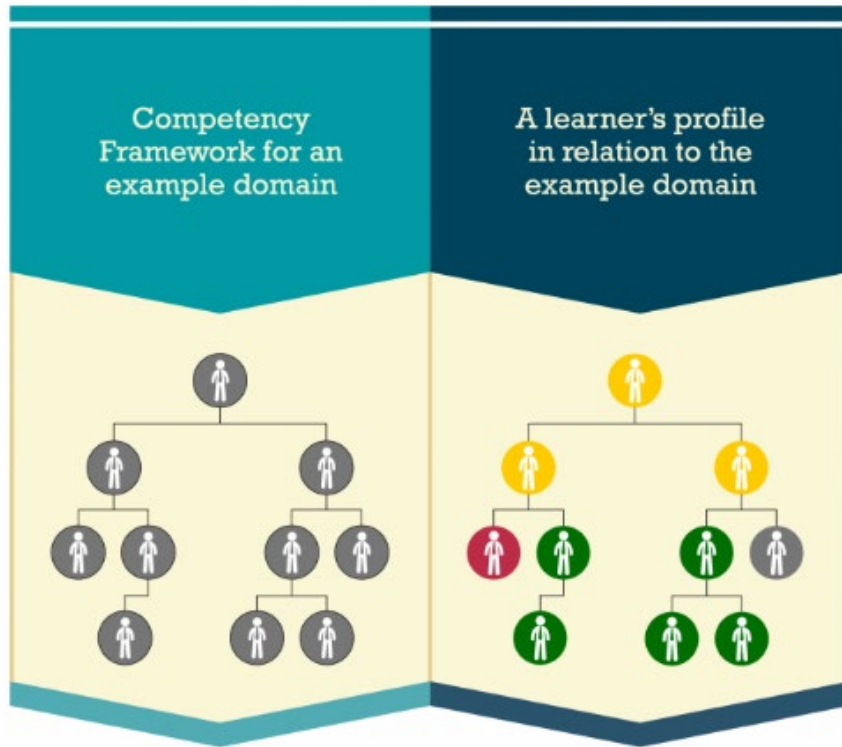 Competency
Framework for an
example domain
A learner's profile
in relation to the
example domain